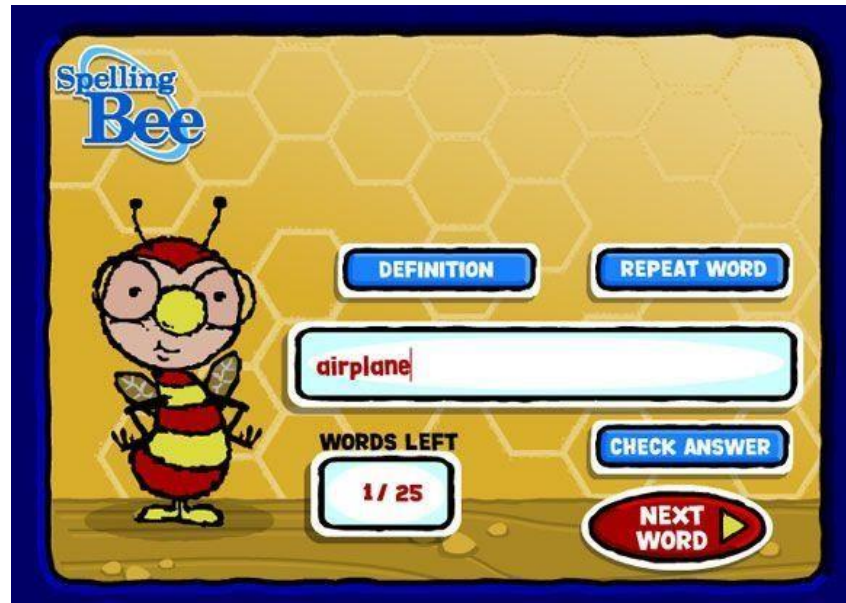 Spelling
Bee
DEFINITION
REPEAT WORD
airplane
WORDS LEFT
1/ 25
CHECK ANSWER
NEXT
WORD